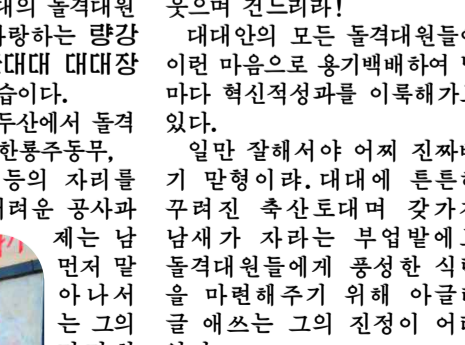 대의 돌격대원
랑하는 량강
대대 대대장
습이다.
두산에서 돌격
한룡주동무,
등의 자리를
려운 공사과
제는 남
먼저 말
아나서
는 그의
웃으며 건느리라!
대대안의 모든 돌격대원들이
이런 마음으로 용기백배하여
마다 혁신적성과를 이룩해가고
있다.
일만 잘해서야 어찌 진짜배
기 맏형이랴. 대대에 튼튼히
꾸려진 축산토대며 갖가지
남새가 자라는 부업밭에
돌격대원들에게 풍성한 식탁
을 마련해주기 위해 아글타
글 애쓰는 그의 진정이 어려